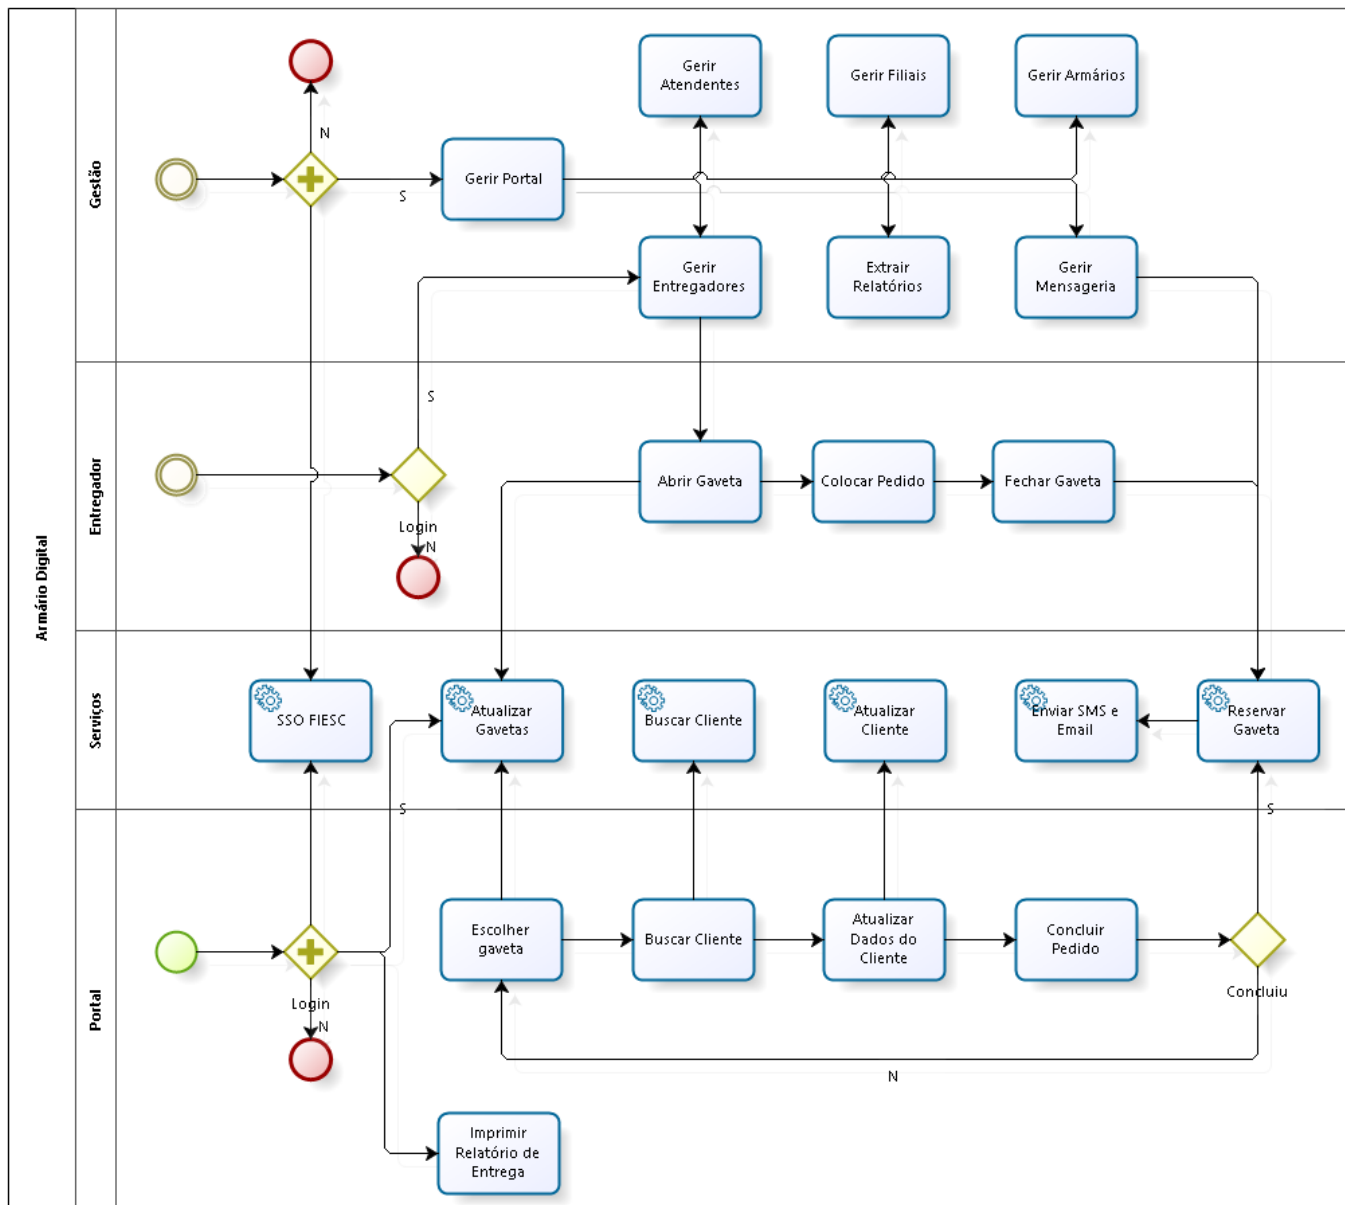 Armário Digital
Gestão
N
S
Gerir Portal
Gerir
Atendentes
Gerir Filiais
Gerir Armários
Gerir
Entregadores
Extrair
Relatórios
Gerir
Mensageria
Entregador
S
Login
N
Abrir Gaveta
Colocar Pedido
Fechar Gaveta
Serviços
SSO FIESC
Atualizar
Gavetas
Buscar Cliente
Atualizar
Cliente
Enviar SMS e
Email
Reservar
Gaveta
Portal
S
S
Login
N
Escolher
gaveta
Buscar Cliente
Atualizar
Dados do
Cliente
Concluir
Pedido
Concluiu
N
Imprimir
Relatório de
Entrega